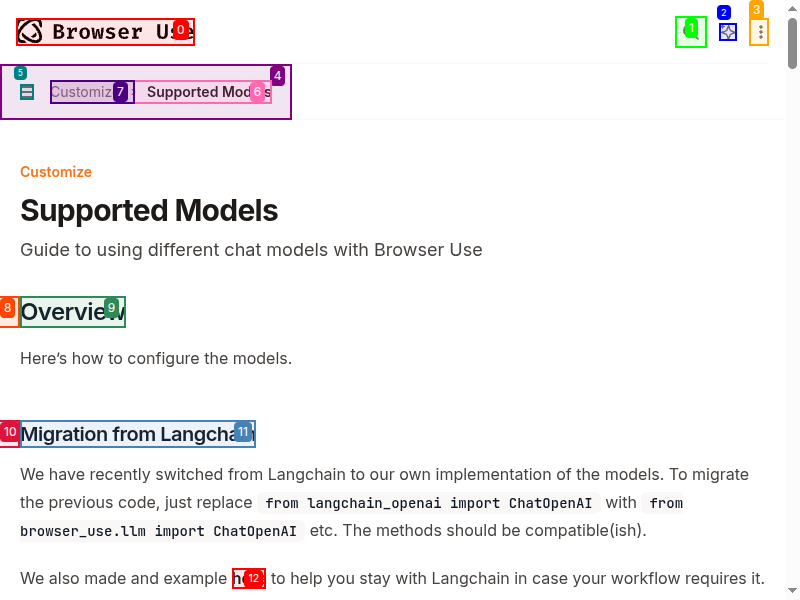 Browser Use
0
1
2
3
4
5
Customiz
7
Supported Models
6
Customize
Supported Models
Guide to using different chat models with Browser Use
8
Overview
9
Here’s how to configure the models.
10
Migration from Langchain
11
We have recently switched from Langchain to our own implementation of the models. To migrate
the previous code, just replace from langchain_openai import ChatOpenAI with from
browser_use.llm import ChatOpenAI etc. The methods should be compatible(ish).
We also made and example here to help you stay with Langchain in case your workflow requires it.
12